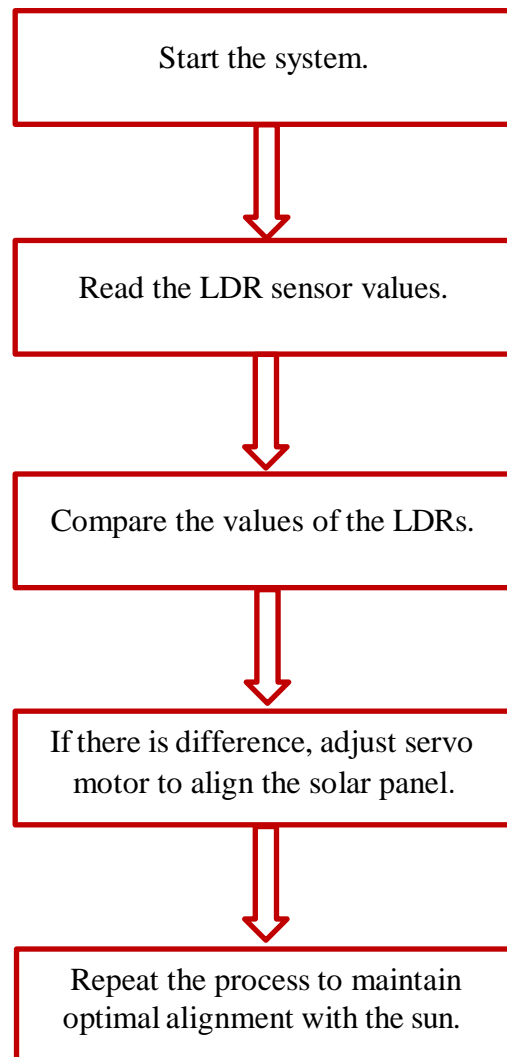 Start the system.
Read the LDR sensor values.
Compare the values of the LDRs.
If there is difference, adjust servo
motor to align the solar panel.
Repeat the process to maintain
optimal alignment with the sun.